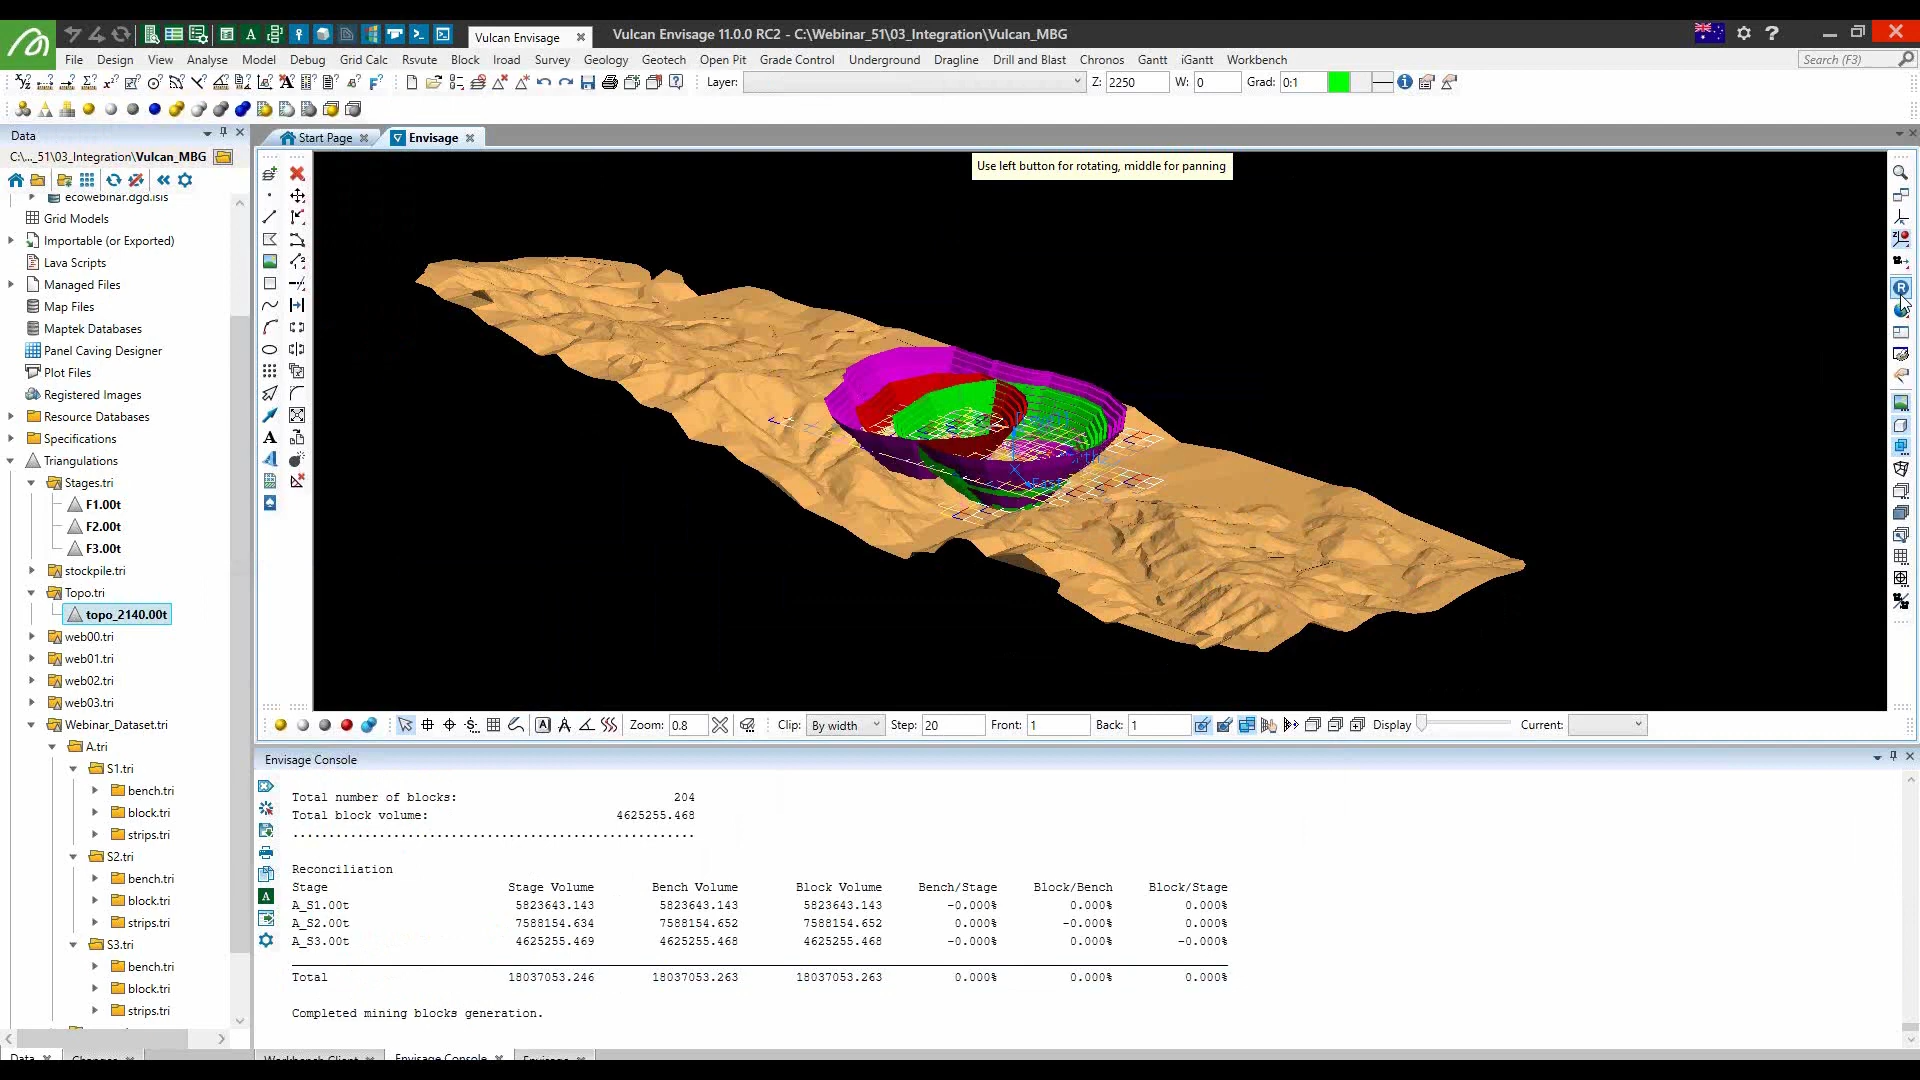 Vulcan Envisage
Vulcan Envisage 11.0.0 RC2 - C:\Webinar_51\03_Integration\Vulcan_MBG
File Design View Analyse Model Debug Grid Calc Rsvute Block Iroad Survey Geology Geotech Open Pit Grade Control Underground Dragline Drill and Blast Chronos Gantt iGantt Workbench
Search (F3)
Layer: Z: 2250 W: 0 Grad: 0:1
Data
C:\..._51\03_Integration\Vulcan_MBG
Start Page
Envisage
Use left button for rotating, middle for panning
ecowebinar.dgd.isis
Grid Models
Importable (or Exported)
Lava Scripts
Managed Files
Map Files
Maptek Databases
Panel Caving Designer
Plot Files
Registered Images
Resource Databases
Specifications
Triangulations
Stages.tri
F1.00t
F2.00t
F3.00t
stockpile.tri
Topo.tri
topo_2140.00t
web00.tri
web01.tri
web02.tri
web03.tri
Webinar_Dataset.tri
A.tri
S1.tri
bench.tri
block.tri
strips.tri
S2.tri
bench.tri
block.tri
strips.tri
S3.tri
bench.tri
block.tri
strips.tri
Zoom: 0.8 Clip: By width Step: 20 Front: 1 Back: 1 Display Current:
Envisage Console
Total number of blocks: 204
Total block volume: 4625255.468
Reconciliation
Stage Stage Volume Bench Volume Block Volume Bench/Stage Block/Bench Block/Stage
A_S1.00t 5823643.143 5823643.143 5823643.143 -0.000% 0.000% 0.000%
A_S2.00t 7588154.634 7588154.652 7588154.652 0.000% -0.000% 0.000%
A_S3.00t 4625255.469 4625255.468 4625255.468 -0.000% 0.000% -0.000%
Total 18037053.246 18037053.263 18037053.263 0.000% 0.000% 0.000%
Completed mining blocks generation.
Data Changes
Workbench Client Envisage Console Envisage